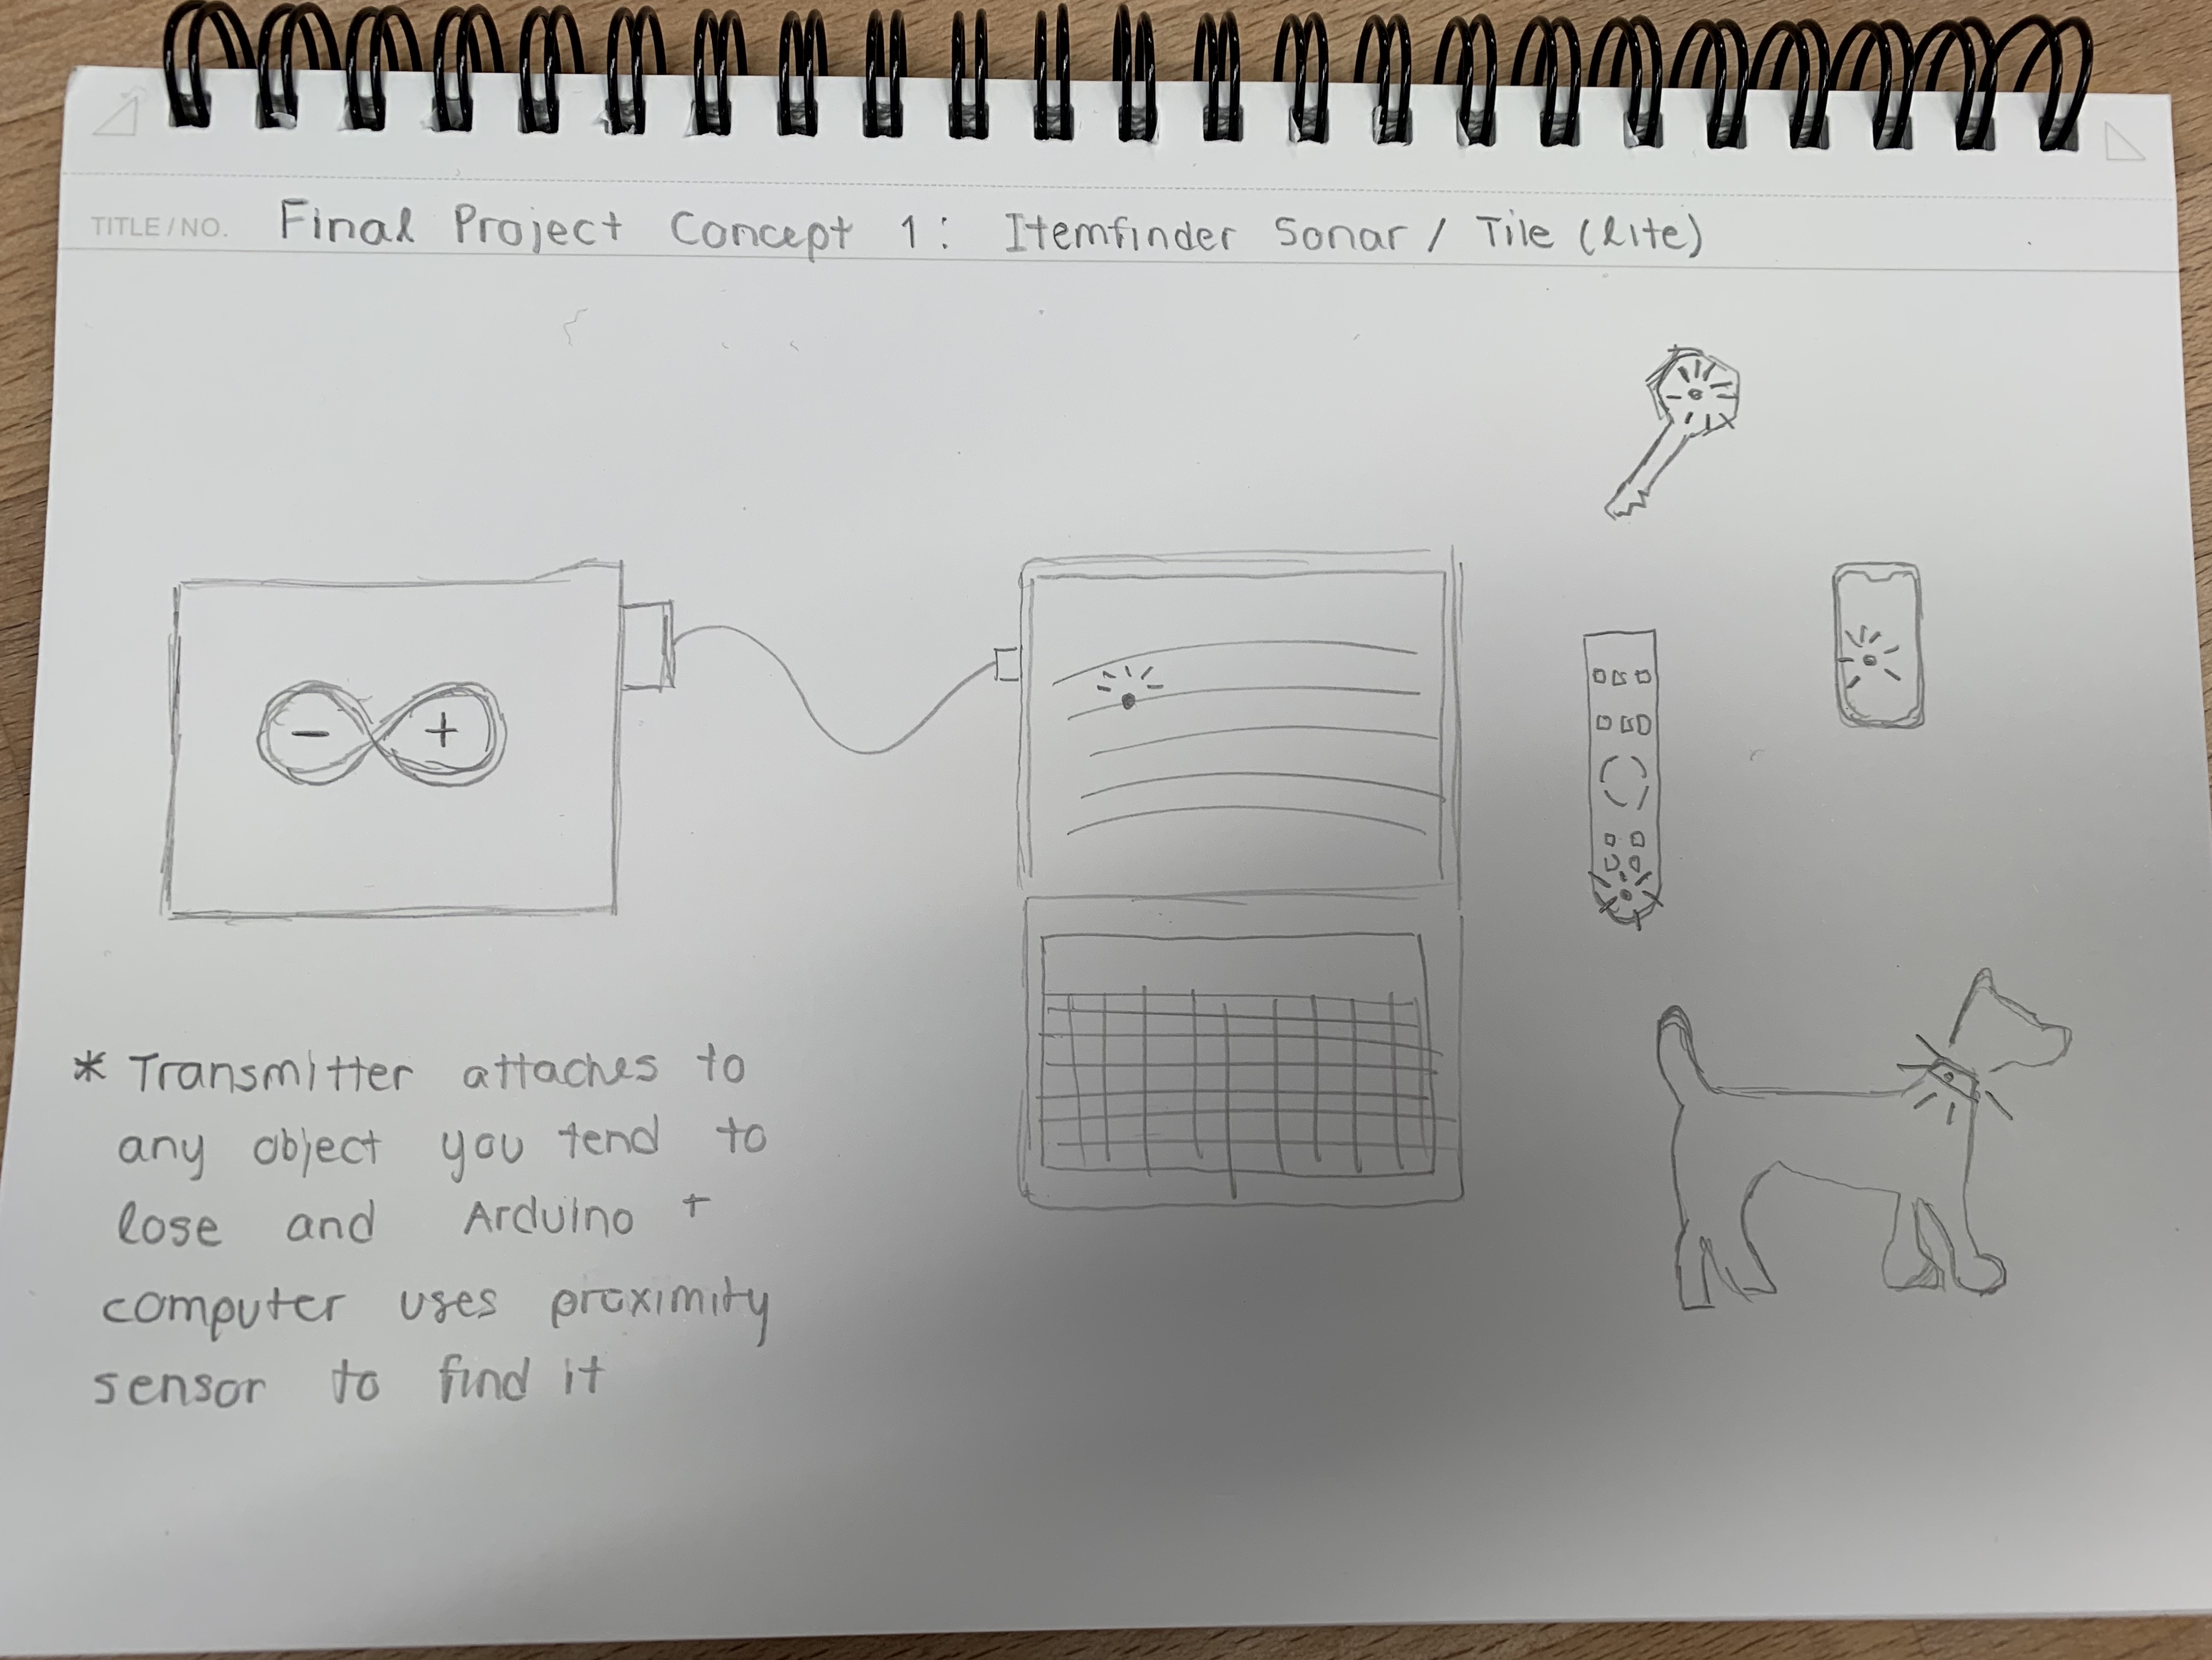 TITLE/NO. Final Project Concept 1: Itemfinder Sonar / Tile (lite)
- +
* Transmitter attaches to
any object you tend to
lose and Arduino +
computer uses proximity
sensor to find it